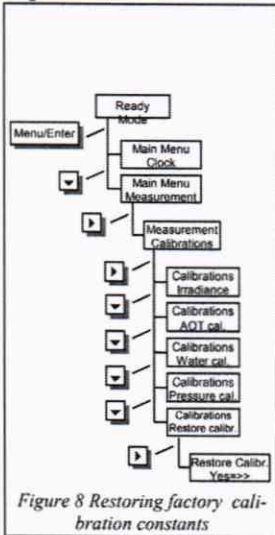 Ready
Mode
Menu/Enter
Main Menu
Clock
Main Menu
Measurement
Measurement
Calibrations
Calibrations
Irradiance
Calibrations
AOT cal.
Calibrations
Water cal.
Calibrations
Pressure cal.
Calibrations
Restore calibr.
Restore Calibr.
Yes=>>
Figure 8 Restoring factory cali-
bration constants